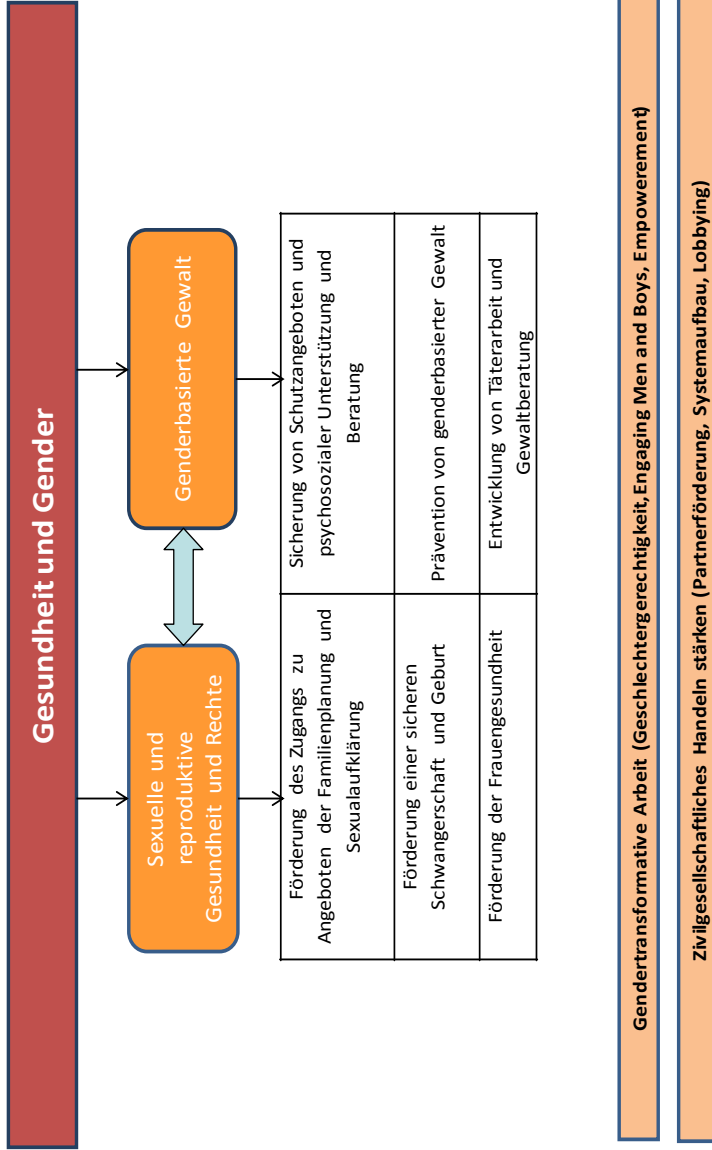 Gesundheit und Gender
Sexuelle und
reproduktive
Gesundheit und Rechte
Genderbasierte Gewalt
Förderung des Zugangs zu
Angeboten der Familienplanung und
Sexualaufklärung
Sicherung von Schutzangeboten und
psychosozialer Unterstützung und
Beratung
Förderung einer sicheren
Schwangerschaft und Geburt
Prävention von genderbasierter Gewalt
Förderung der Frauengesundheit
Entwicklung von Täterarbeit und
Gewaltberatung
Gendertransformative Arbeit (Geschlechtergerechtigkeit, Engaging Men and Boys, Empowerement)
Zivilgesellschaftliches Handeln stärken (Partnerförderung, Systemaufbau, Lobbying)